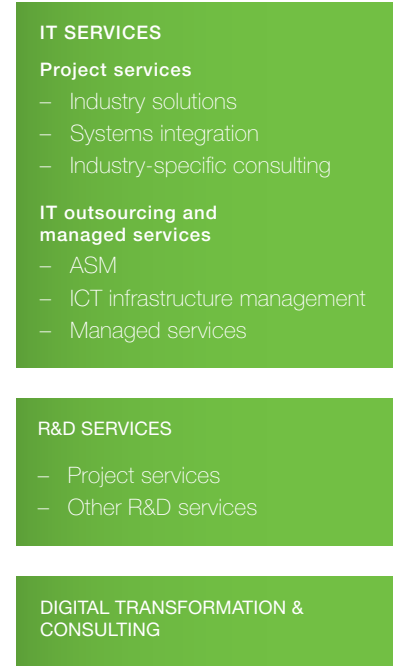 IT SERVICES
Project services
– Industry solutions
– Systems integration
– Industry-specific consulting
IT outsourcing and
managed services
– ASM
– ICT infrastructure management
– Managed services
R&D SERVICES
– Project services
– Other R&D services
DIGITAL TRANSFORMATION &
CONSULTING